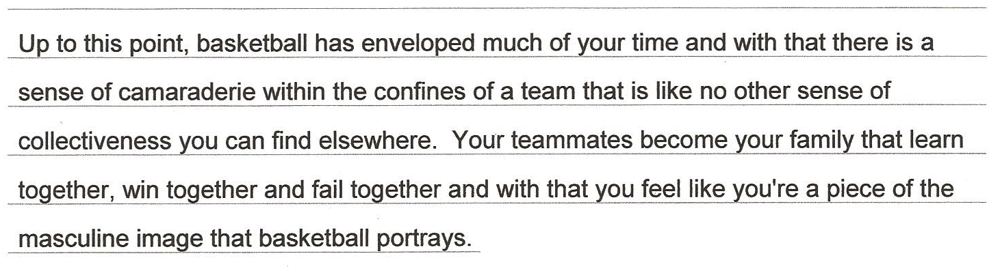 Up to this point, basketball has enveloped much of your time and with that there is a
sense of camaraderie within the confines of a team that is like no other sense of
collectiveness you can find elsewhere.  Your teammates become your family that learn
together, win together and fail together and with that you feel like you're a piece of the
masculine image that basketball portrays.